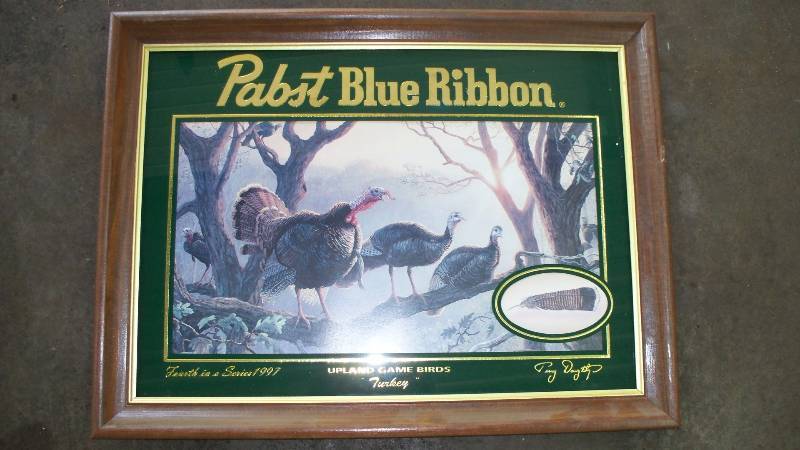 Pabst Blue Ribbon®
Fourth in a Series 1997
UPLAND GAME BIRDS
"Turkey"